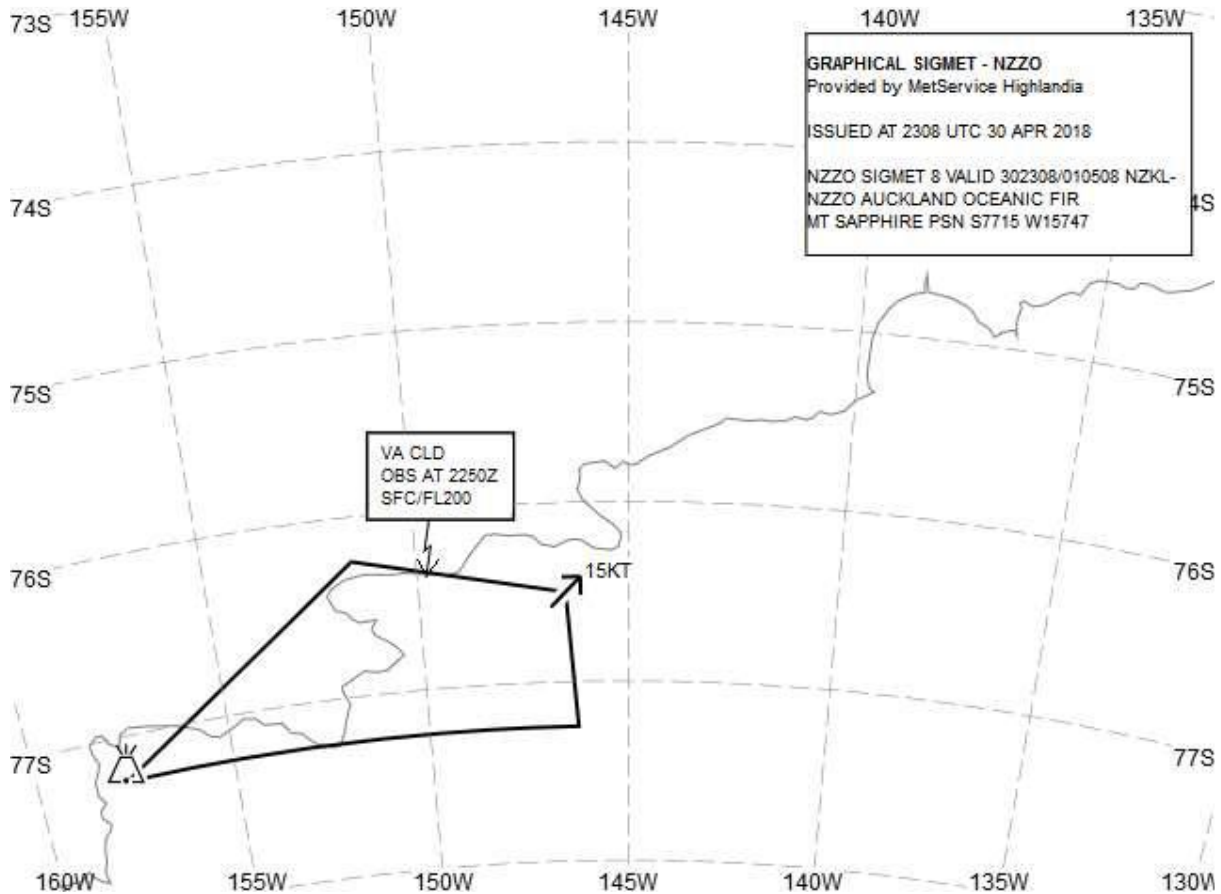 73S 155W 150W 145W 140W 135W
GRAPHICAL SIGMET - NZZO
Provided by MetService Highlandia
ISSUED AT 2308 UTC 30 APR 2018
NZZO SIGMET 8 VALID 302308/010508 NZKL-
NZZO AUCKLAND OCEANIC FIR
MT SAPPHIRE PSN S7715 W15747
74S 4S
75S 75S
VA CLD
OBS AT 2250Z
SFC/FL200
15KT
76S 76S
77S 77S
160W 155W 150W 145W 140W 135W 130W